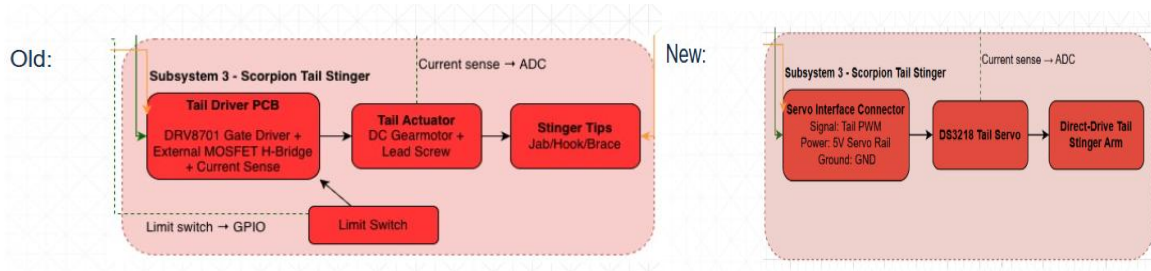 Old:
Subsystem 3 - Scorpion Tail Stinger
Current sense → ADC
Tail Driver PCB
DRV8701 Gate Driver +
External MOSFET H-Bridge
+ Current Sense
Tail Actuator
DC Gearmotor +
Lead Screw
Stinger Tips
Jab/Hook/Brace
Limit switch → GPIO
Limit Switch
New:
Subsystem 3 - Scorpion Tail Stinger
Current sense → ADC
Servo Interface Connector
Signal: Tail PWM
Power: 5V Servo Rail
Ground: GND
DS3218 Tail Servo
Direct-Drive Tail
Stinger Arm